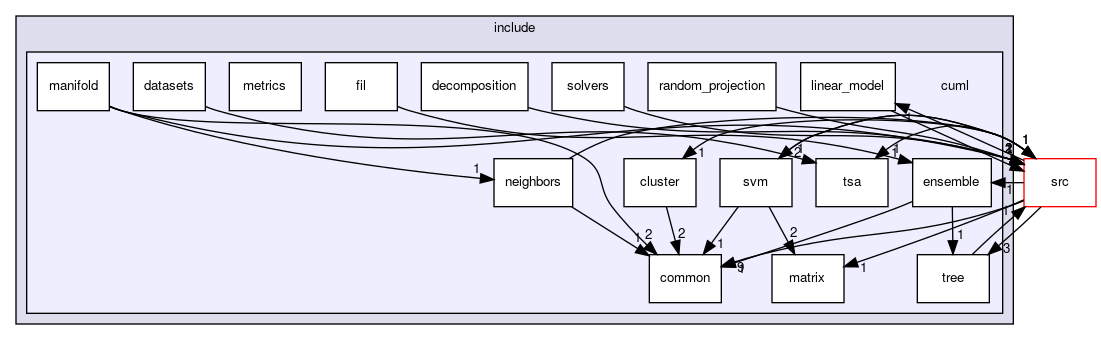 include
manifold
datasets
metrics
fil
decomposition
solvers
random_projection
linear_model
cuml
1
1
1
2
1
1
neighbors
cluster
svm
tsa
ensemble
src
1
1
1
2
2
1
2
1
3
9
1
1
common
matrix
tree